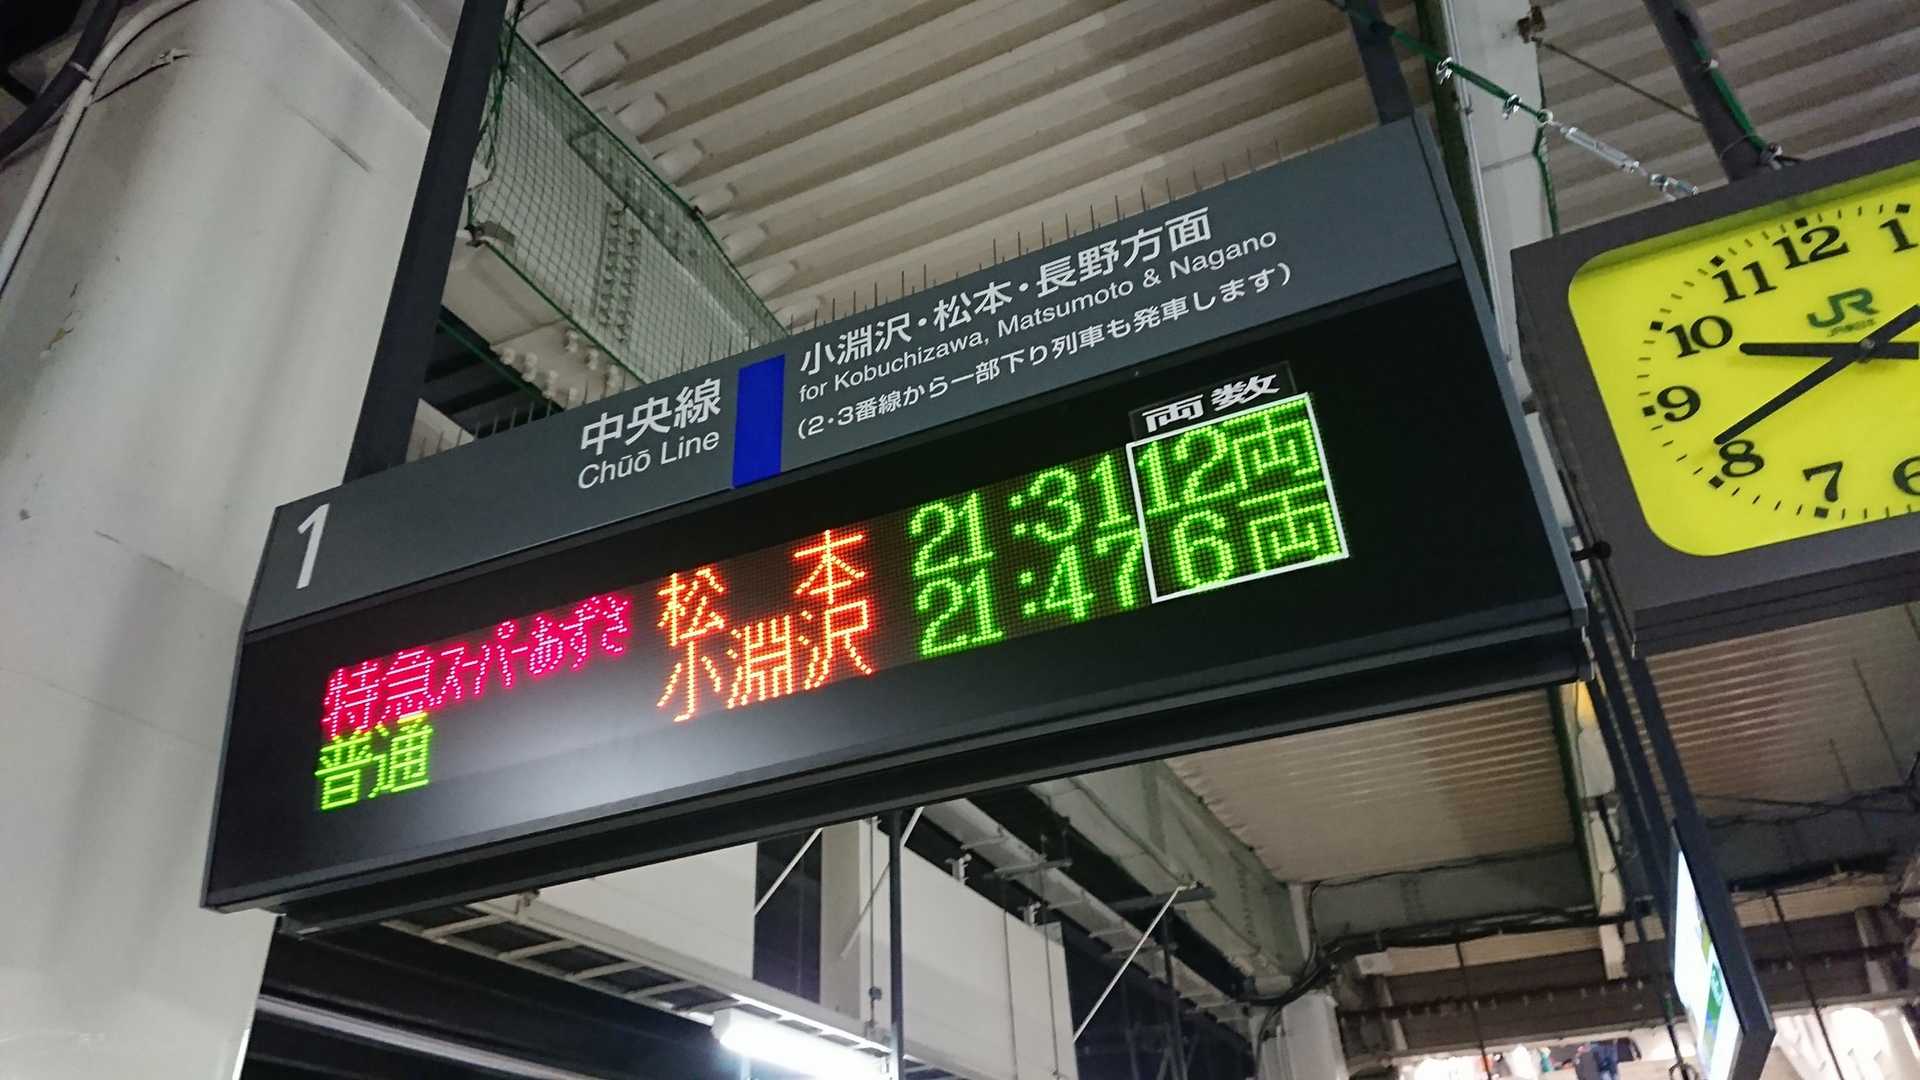 1
中央線
Chūō Line
小淵沢・松本・長野方面
for Kobuchizawa, Matsumoto & Nagano
(2・3番線から一部下り列車も発車します)
両数
特急スーパーあずさ 松本 21:31 12両
普通 小淵沢 21:47 6両
11 12 1
10
9
8
7
6
JR